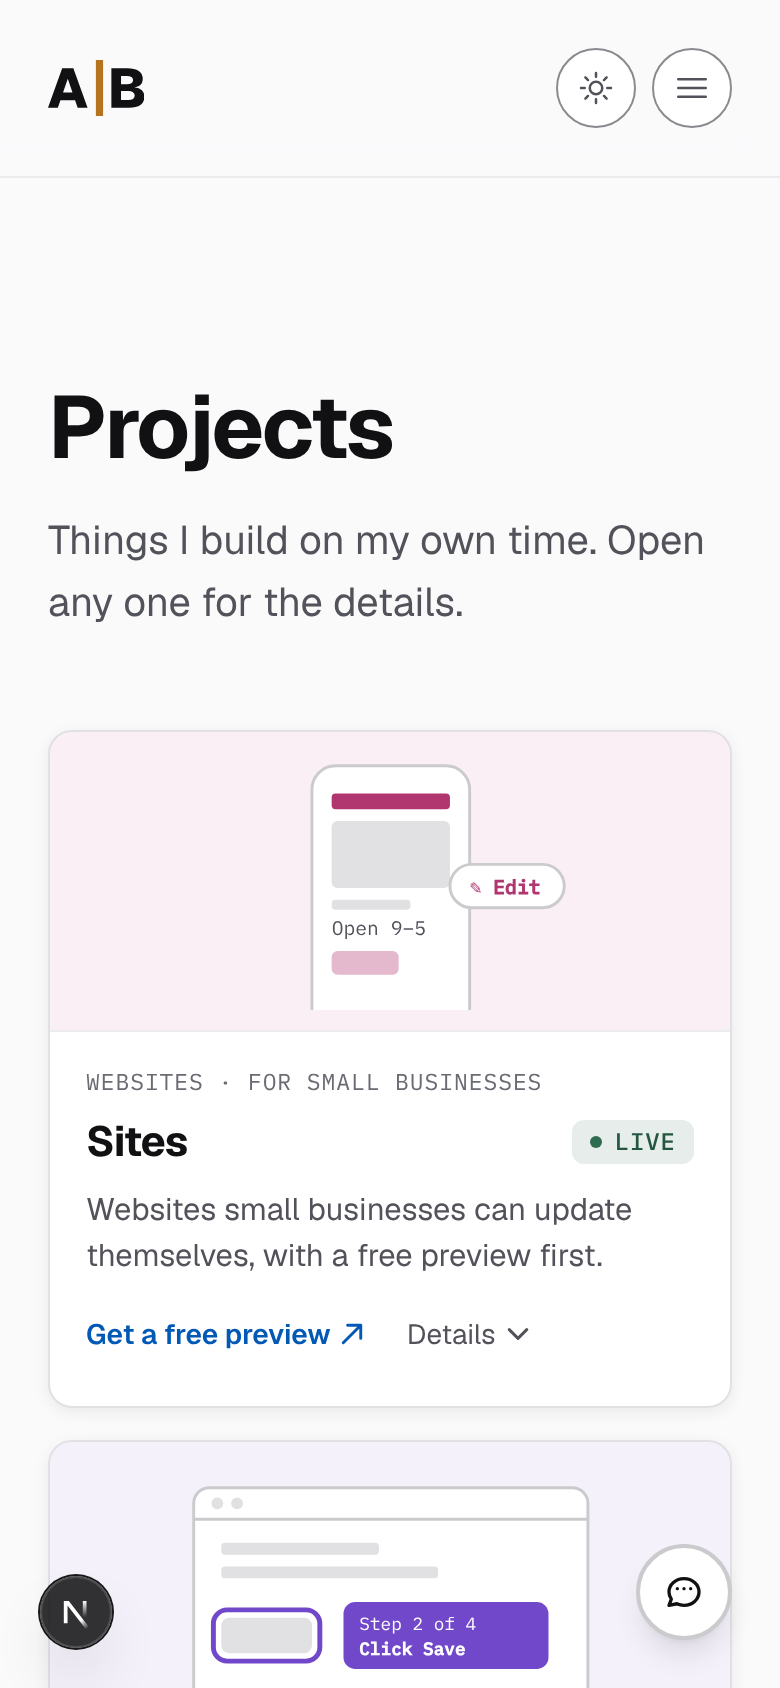 A|B
Projects
Things I build on my own time. Open
any one for the details.
✎ Edit
Open 9–5
WEBSITES · FOR SMALL BUSINESSES
Sites
LIVE
Websites small businesses can update
themselves, with a free preview first.
Get a free preview ↗ Details
Step 2 of 4
Click Save
N